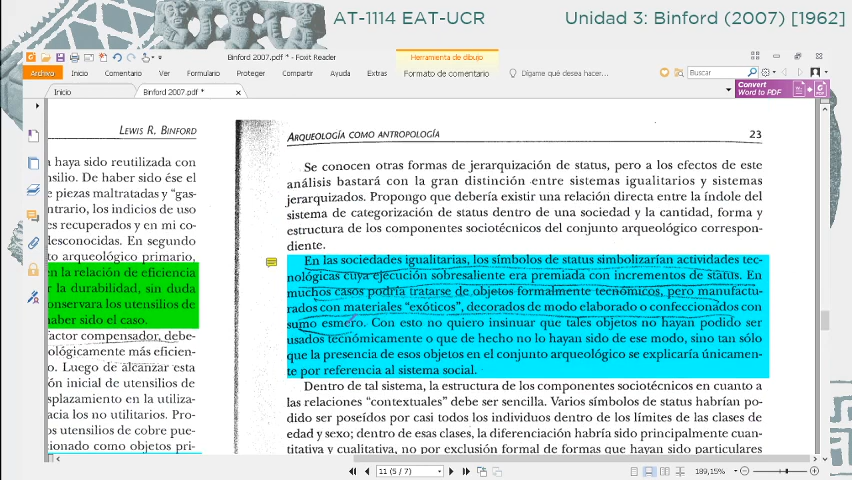 AT-1114 EAT-UCR
Unidad 3: Binford (2007) [1962]
Binford 2007.pdf * - Foxit Reader
Herramienta de dibujo
Archivo Inicio Comentario Ver Formulario Proteger Compartir Ayuda Extras Formato de comentario Dígame qué desea hacer... Buscar
Inicio
Binford 2007.pdf *
Convert
Word to PDF
LEWIS R. BINFORD
haya sido reutilizada con
nsilio. De haber sido ése el
e piezas maltratadas y “gas-
ntrario, los indicios de uso
es recuperados y en mi co-
desconocidas. En segundo
to arqueológico primario,
en la relación de eficiencia
r la durabilidad, sin duda
onservara los utensilios de
haber sido el caso.
factor compensador, debe-
ológicamente más eficien-
o. Luego de alcanzar esta
ón inicial de utensilios de
splazamiento en la utiliza-
acia los no utilitarios. Pro-
os utensilios de cobre pue-
cionado como objetos pri-
ARQUEOLOGÍA COMO ANTROPOLOGÍA 23
Se conocen otras formas de jerarquización de status, pero a los efectos de este
análisis bastará con la gran distinción entre sistemas igualitarios y sistemas
jerarquizados. Propongo que debería existir una relación directa entre la índole del
sistema de categorización de status dentro de una sociedad y la cantidad, forma y
estructura de los componentes sociotécnicos del conjunto arqueológico correspon-
diente.
En las sociedades igualitarias, los símbolos de status simbolizarían actividades tec-
nológicas cuya ejecución sobresaliente era premiada con incrementos de status. En
muchos casos podría tratarse de objetos formalmente tecnómicos, pero manufactu-
rados con materiales “exóticos”, decorados de modo elaborado o confeccionados con
sumo esmero. Con esto no quiero insinuar que tales objetos no hayan podido ser
usados tecnómicamente o que de hecho no lo hayan sido de ese modo, sino tan sólo
que la presencia de esos objetos en el conjunto arqueológico se explicaría únicamen-
te por referencia al sistema social.
Dentro de tal sistema, la estructura de los componentes sociotécnicos en cuanto a
las relaciones “contextuales” debe ser sencilla. Varios símbolos de status habrían po-
dido ser poseídos por casi todos los individuos dentro de los límites de las clases de
edad y sexo; dentro de esas clases, la diferenciación habría sido principalmente cuan-
titativa y cualitativa, no por exclusión formal de formas que hayan sido particulares
11 (5 / 7)
189,15%